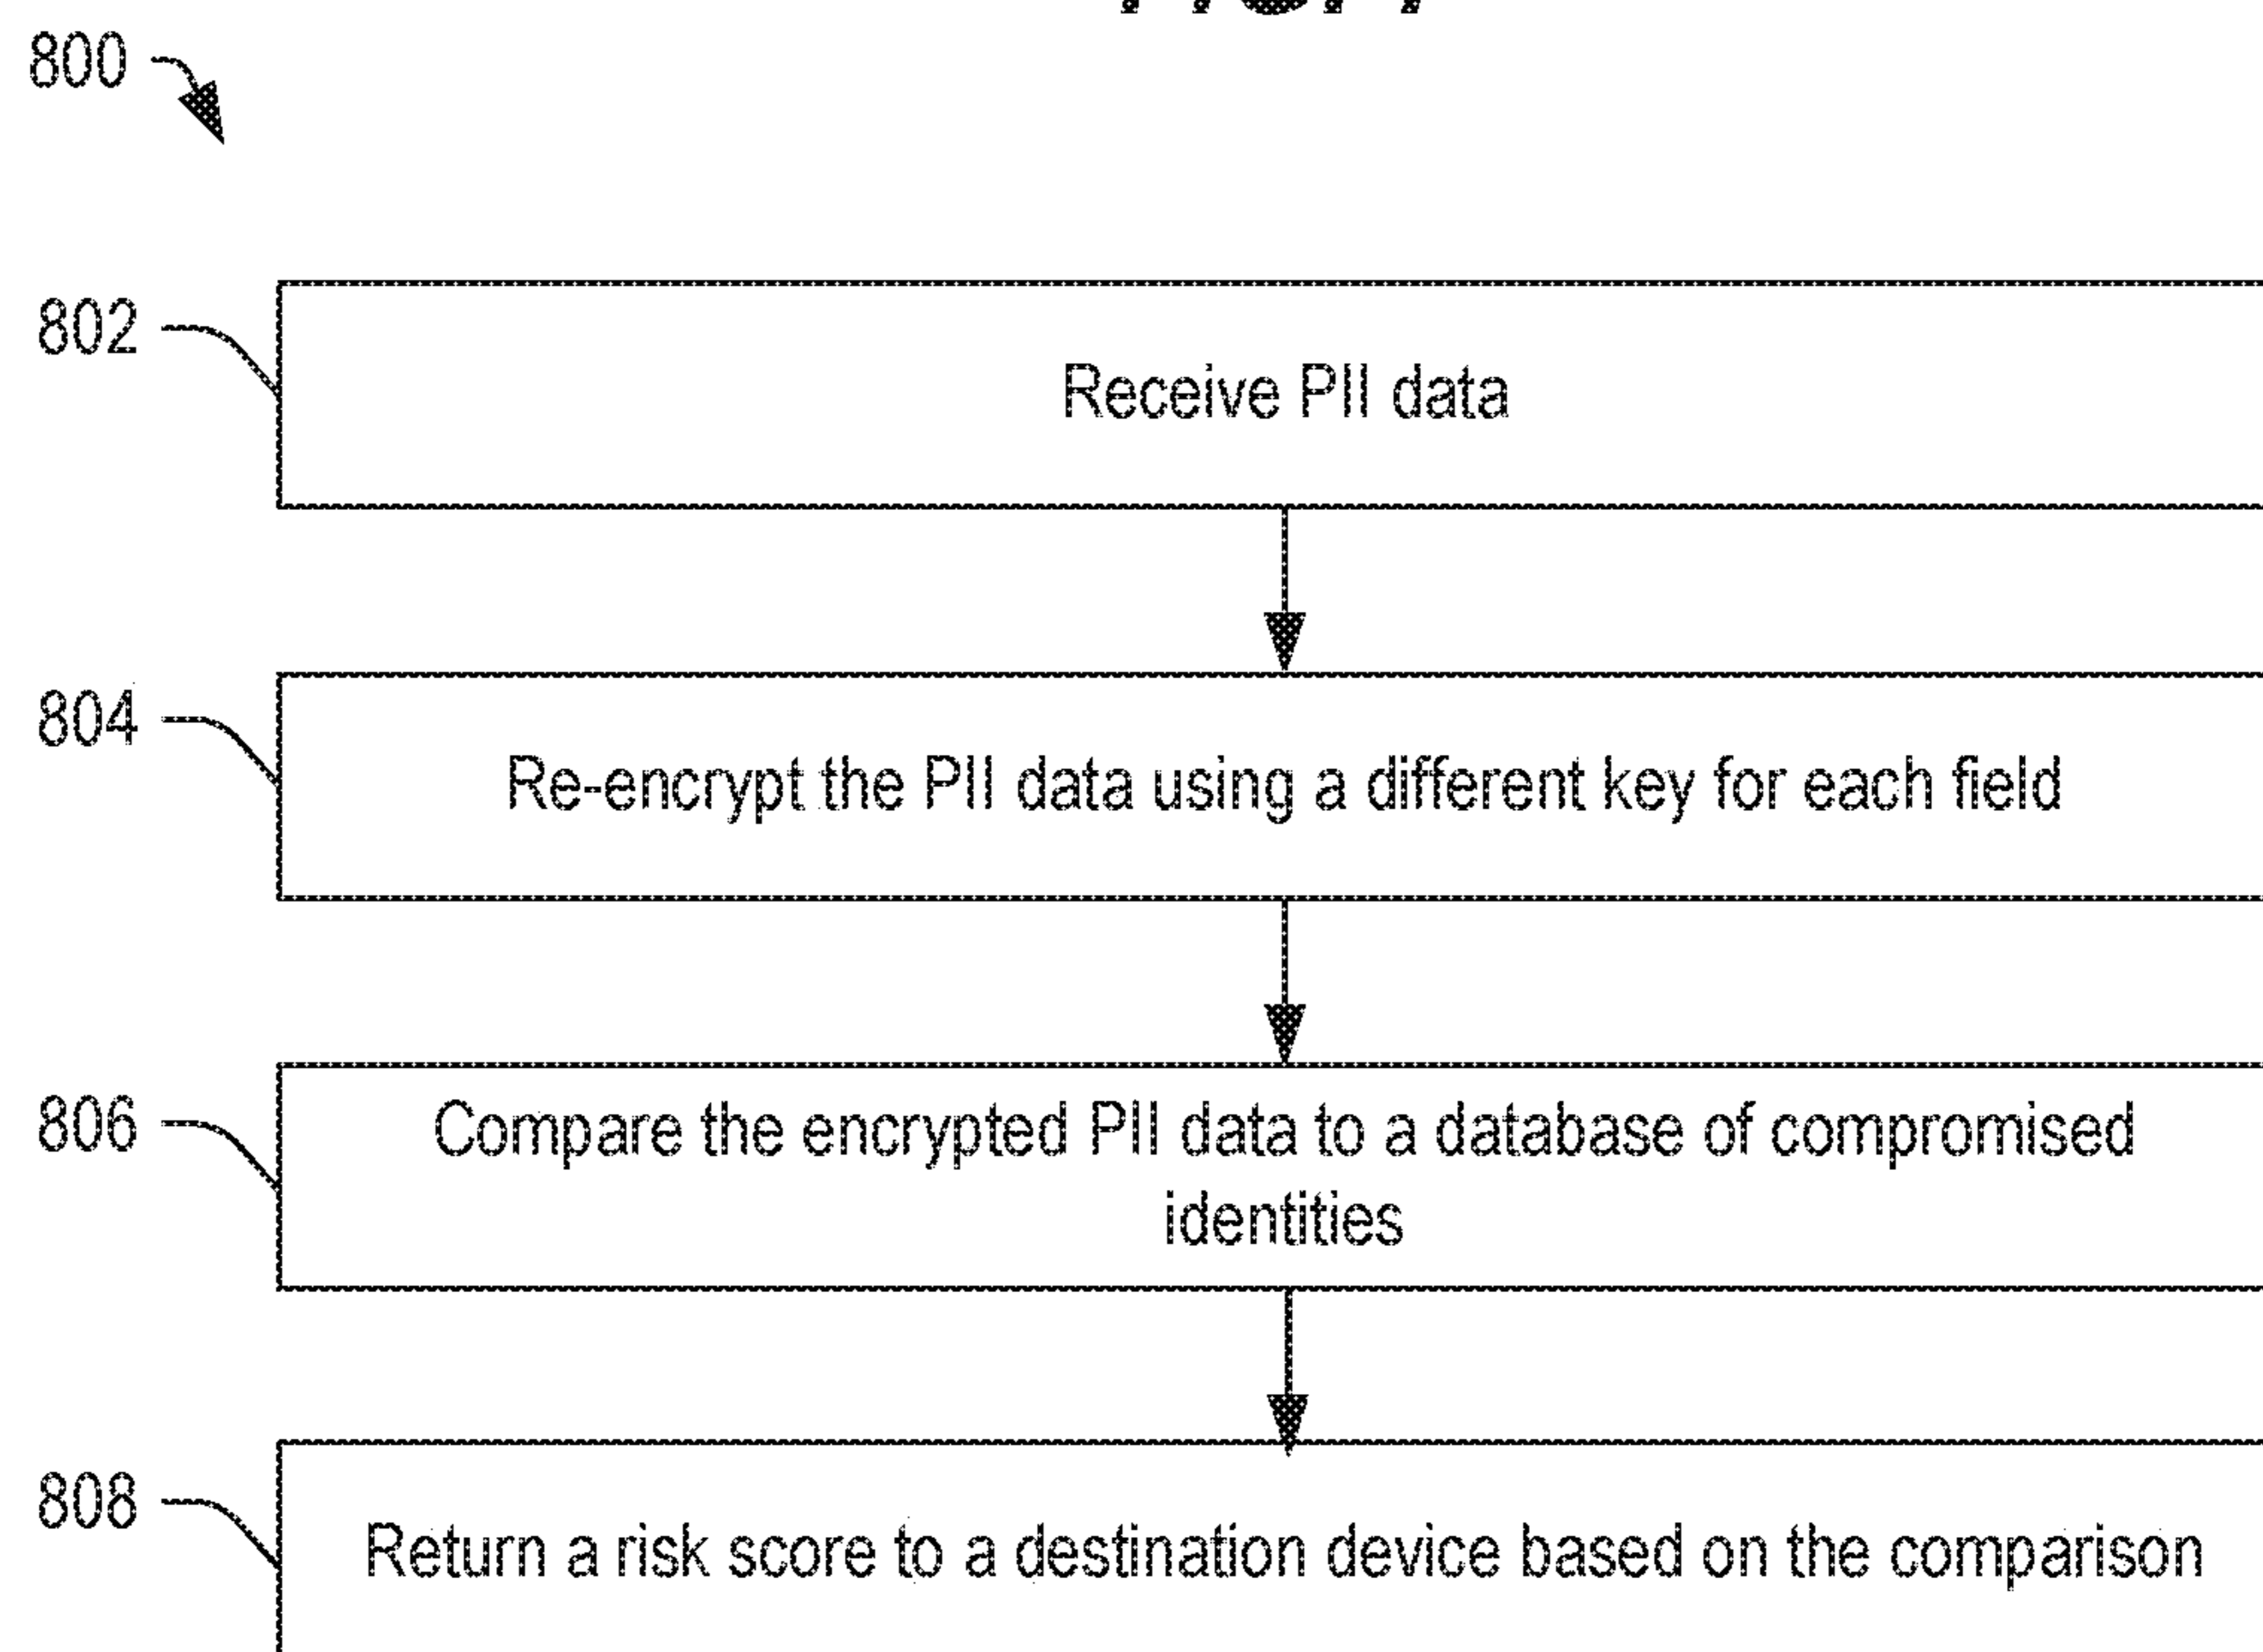 800
802
Receive PII data
804
Re-encrypt the PII data using a different key for each field
806
Compare the encrypted PII data to a database of compromised
identities
808
Return a risk score to a destination device based on the comparison